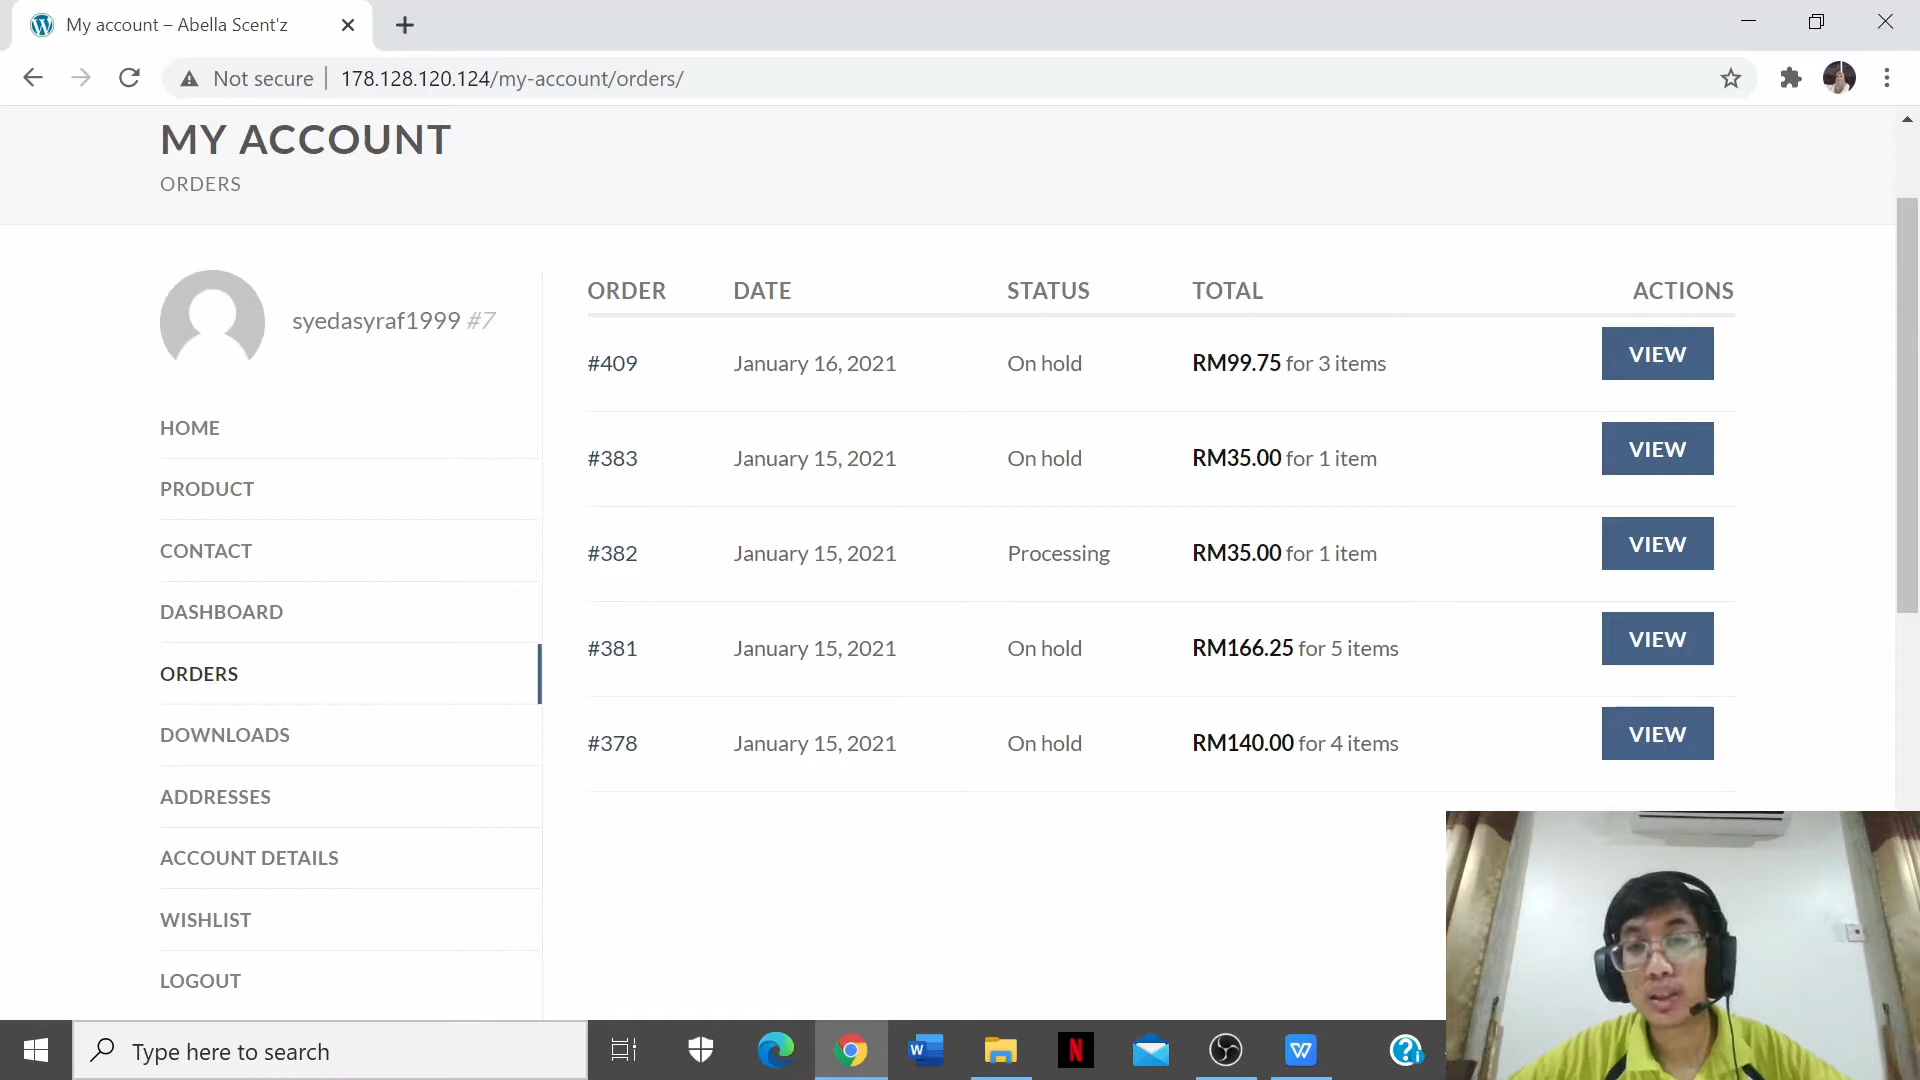 My account – Abella Scent'z
Not secure
178.128.120.124/my-account/orders/
MY ACCOUNT
ORDERS
syedasyraf1999 #7
HOME
PRODUCT
CONTACT
DASHBOARD
ORDERS
DOWNLOADS
ADDRESSES
ACCOUNT DETAILS
WISHLIST
LOGOUT
ORDER DATE STATUS TOTAL ACTIONS
#409 January 16, 2021 On hold RM99.75 for 3 items VIEW
#383 January 15, 2021 On hold RM35.00 for 1 item VIEW
#382 January 15, 2021 Processing RM35.00 for 1 item VIEW
#381 January 15, 2021 On hold RM166.25 for 5 items VIEW
#378 January 15, 2021 On hold RM140.00 for 4 items VIEW
Type here to search